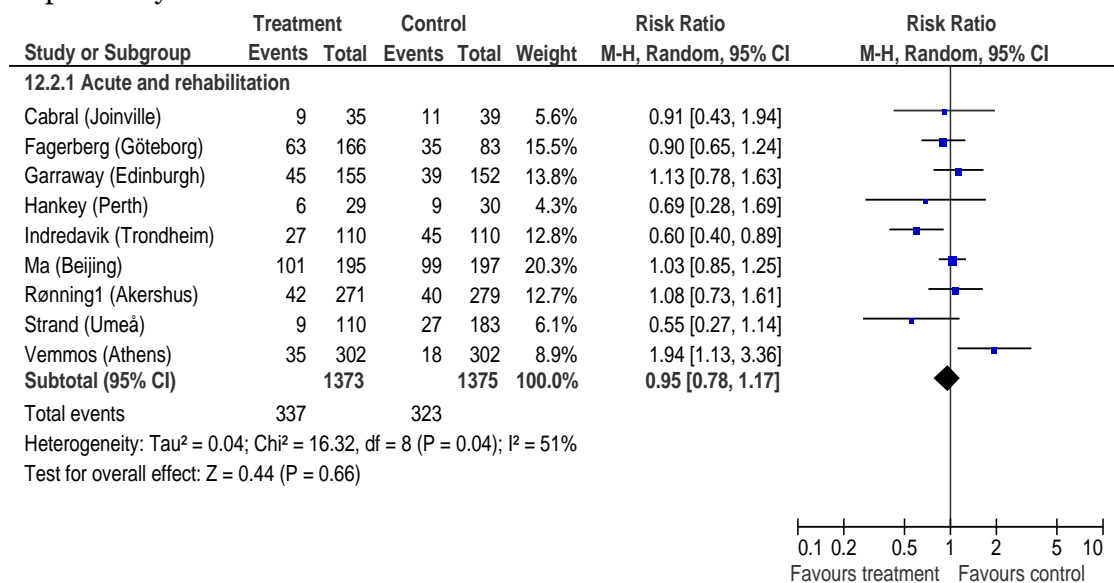 Treatment Control Risk Ratio Risk Ratio
Study or Subgroup Events Total Events Total Weight M-H, Random, 95% CI M-H, Random, 95% CI
12.2.1 Acute and rehabilitation
Cabral (Joinville) 9 35 11 39 5.6% 0.91 [0.43, 1.94]
Fagerberg (Göteborg) 63 166 35 83 15.5% 0.90 [0.65, 1.24]
Garraway (Edinburgh) 45 155 39 152 13.8% 1.13 [0.78, 1.63]
Hankey (Perth) 6 29 9 30 4.3% 0.69 [0.28, 1.69]
Indredavik (Trondheim) 27 110 45 110 12.8% 0.60 [0.40, 0.89]
Ma (Beijing) 101 195 99 197 20.3% 1.03 [0.85, 1.25]
Rønning1 (Akershus) 42 271 40 279 12.7% 1.08 [0.73, 1.61]
Strand (Umeå) 9 110 27 183 6.1% 0.55 [0.27, 1.14]
Vemmos (Athens) 35 302 18 302 8.9% 1.94 [1.13, 3.36]
Subtotal (95% CI) 1373 1375 100.0% 0.95 [0.78, 1.17]
Total events 337 323
Heterogeneity: Tau² = 0.04; Chi² = 16.32, df = 8 (P = 0.04); I² = 51%
Test for overall effect: Z = 0.44 (P = 0.66)
0.1 0.2 0.5 1 2 5 10
Favours treatment Favours control